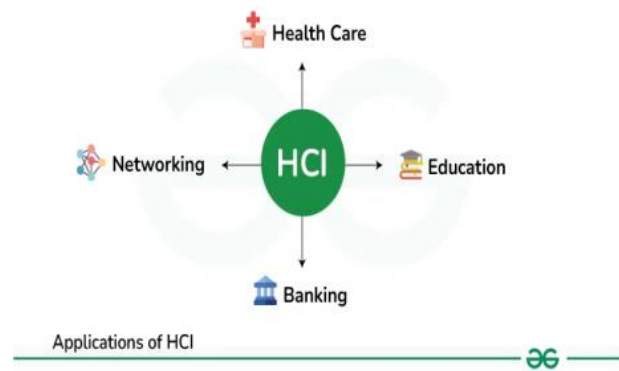 Health Care
Networking
HCI
Education
Banking
Applications of HCI